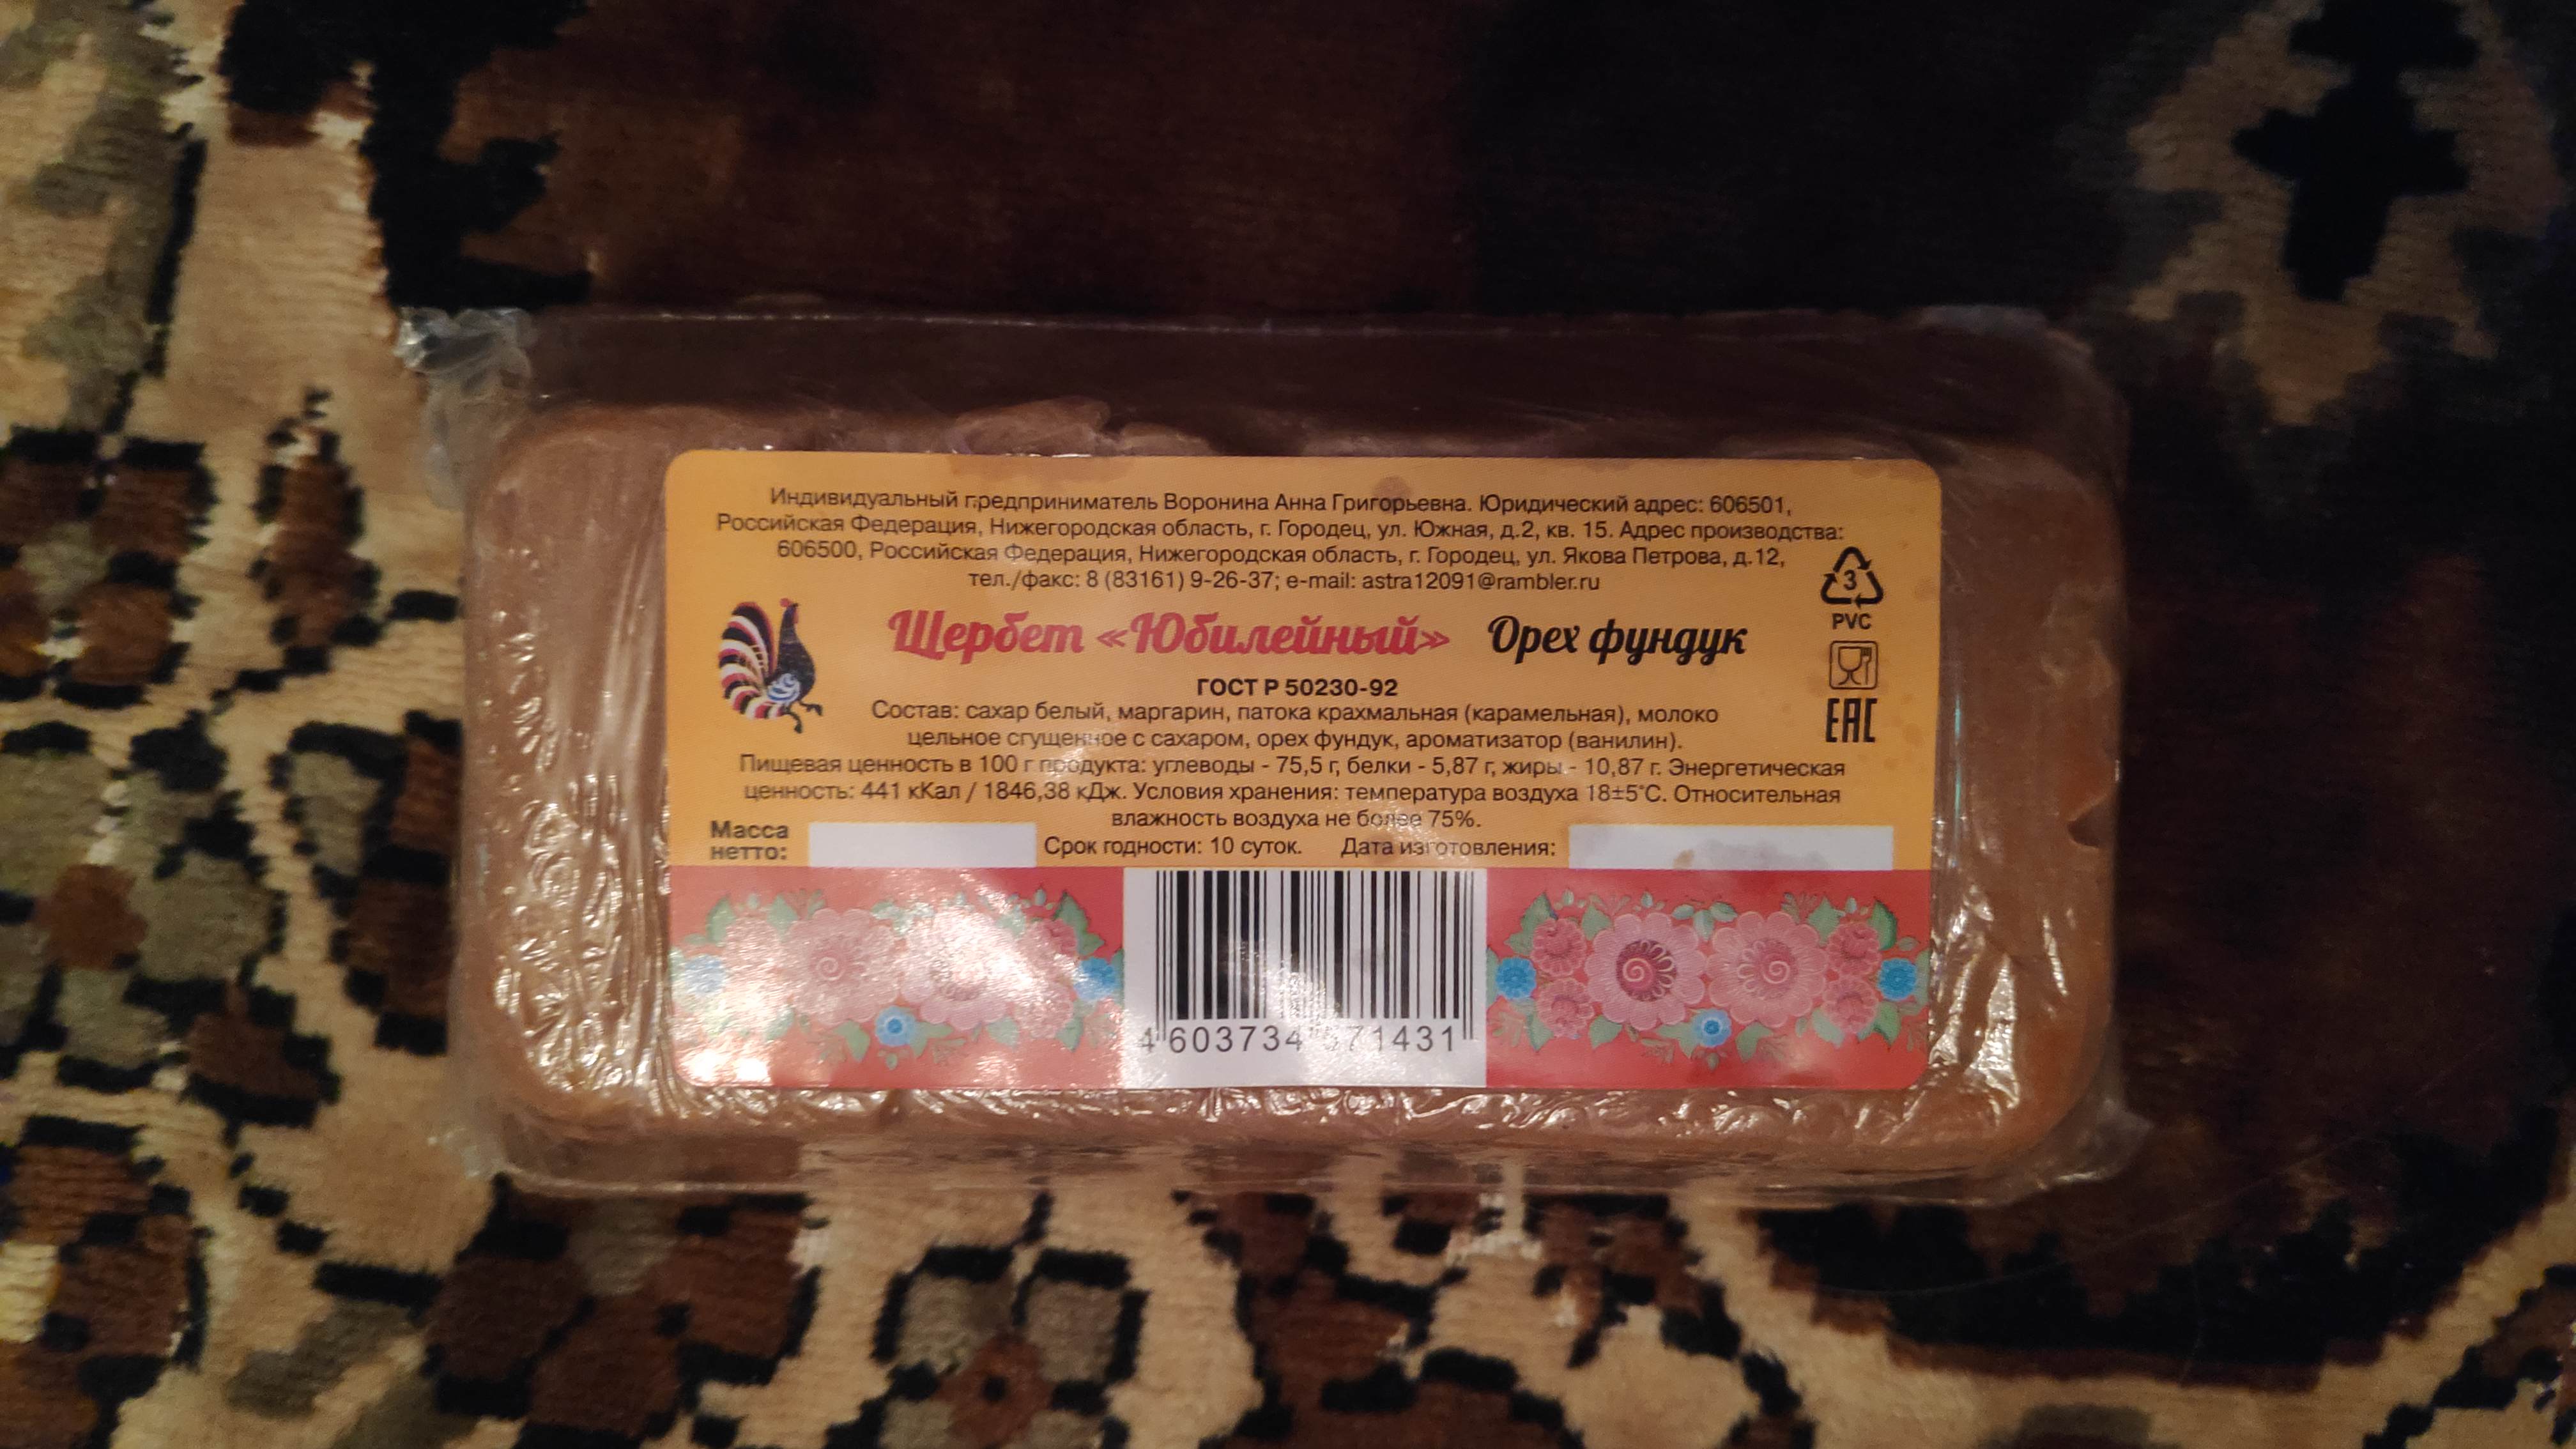 Индивидуальный предприниматель Воронина Анна Григорьевна. Юридический адрес: 606501,
Российская Федерация, Нижегородская область, г. Городец, ул. Южная, д.2, кв. 15. Адрес производства:
606500, Российская Федерация, Нижегородская область, г. Городец, ул. Якова Петрова, д.12,
тел./факс: 8 (83161) 9-26-37; e-mail: astra12091@rambler.ru
3
PVC
Щербет «Юбилейный» Орех фундук
ГОСТ Р 50230-92
EAC
Состав: сахар белый, маргарин, патока крахмальная (карамельная), молоко
цельное сгущенное с сахаром, орех фундук, ароматизатор (ванилин).
Пищевая ценность в 100 г продукта: углеводы - 75,5 г, белки - 5,87 г, жиры - 10,87 г. Энергетическая
ценность: 441 кКал / 1846,38 кДж. Условия хранения: температура воздуха 18±5°С. Относительная
влажность воздуха не более 75%.
Масса
нетто:
Срок годности: 10 суток. Дата изготовления:
4 603734